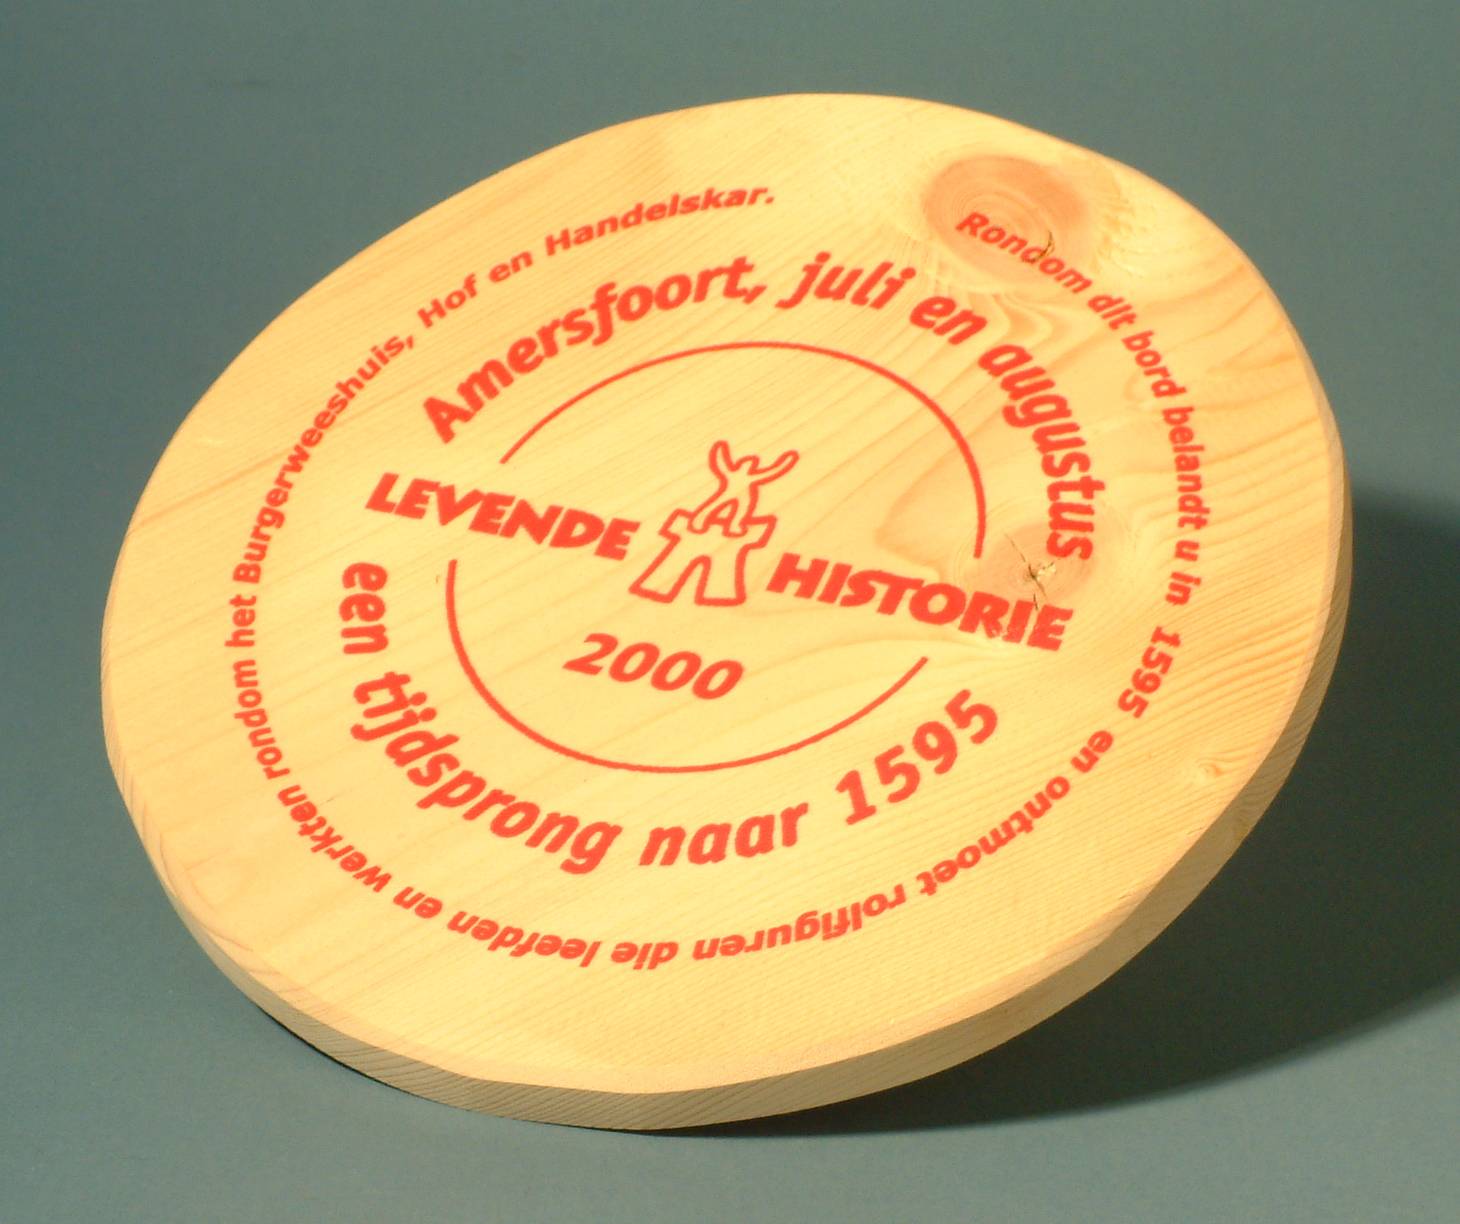 Rondom dit bord belandt u in 1595 en ontmoet rolfiguren die leefden en werkten rondom het Burgerweeshuis, Hof en Handelskar.
Amersfoort, juli en augustus
LEVENDE HISTORIE
2000
een tijdsprong naar 1595